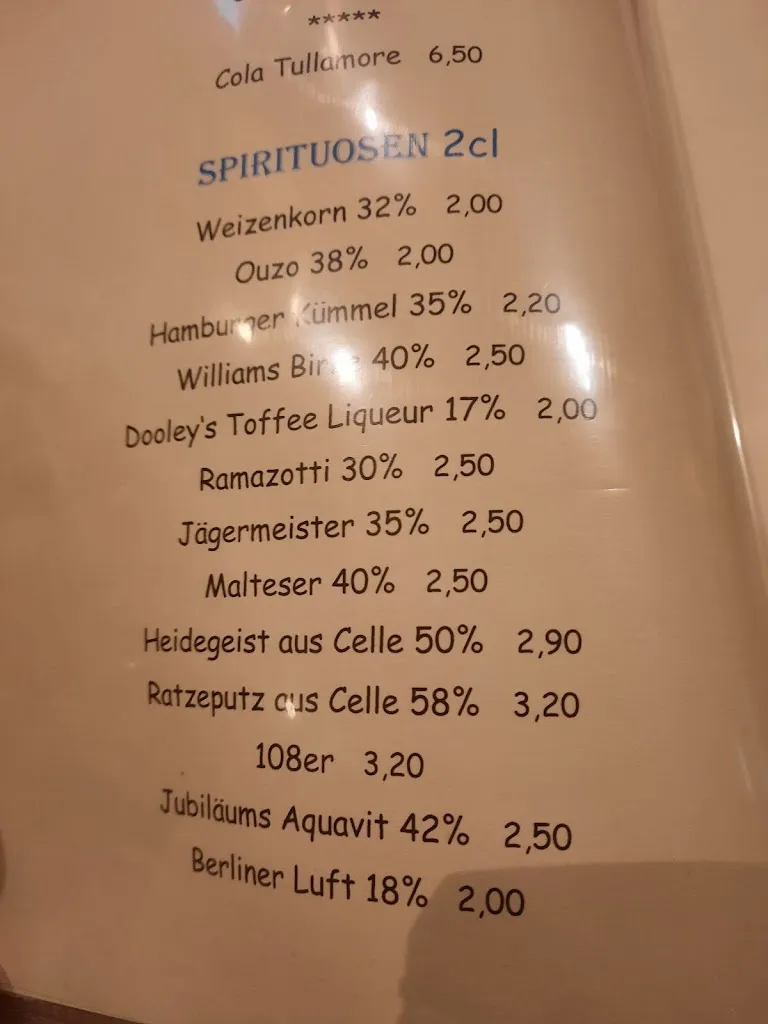 *****
Cola Tullamore 6,50
SPIRITUOSEN 2cl
Weizenkorn 32% 2,00
Ouzo 38% 2,00
Hamburger Kümmel 35% 2,20
Williams Birne 40% 2,50
Dooley's Toffee Liqueur 17% 2,00
Ramazotti 30% 2,50
Jägermeister 35% 2,50
Malteser 40% 2,50
Heidegeist aus Celle 50% 2,90
Ratzeputz aus Celle 58% 3,20
108er 3,20
Jubiläums Aquavit 42% 2,50
Berliner Luft 18% 2,00